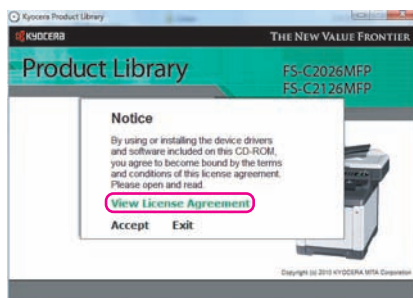 Kyocera Product Library
KYOCERA
THE NEW VALUE FRONTIER
Product Library
FS-C2026MFP
FS-C2126MFP
Notice
By using or installing the device drivers
and software included on this CD-ROM,
you agree to become bound by the terms
and conditions of this license agreement.
Please open and read.
View License Agreement
Accept Exit
Copyright (c) 2010 KYOCERA MITA Corporation